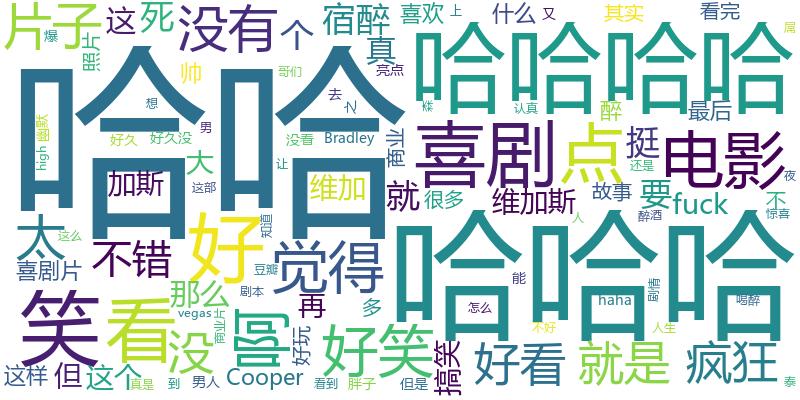 片子
这
死
没有
个
宿醉
真
喜欢
上
什么
又
其实
看完
爆
照片
帅
哥们
亮点
去
之
想
哈哈
哈哈哈哈
森
认真
屌
high
幽默
好久
好久没
男
没看
Bradley
商业
醉
最后
喜剧
点
挺
电影
还是
夜
大
加斯
这部
让
维加
就
很多
维加斯
故事
要
fuck
不
惊喜
太
不错
好
知道
觉得
哈哈哈
人
醉酒
这么
喜剧片
豆瓣
那么
剧本
再
多
能
怎么
haha
剧情
喝醉
笑
看
没
vegas
商业片
啊
好玩
好笑
搞笑
好看
不好
就是
人生
疯狂
这样
但
这个
真是
到
男人
Cooper
看到
胖子
但是
泰